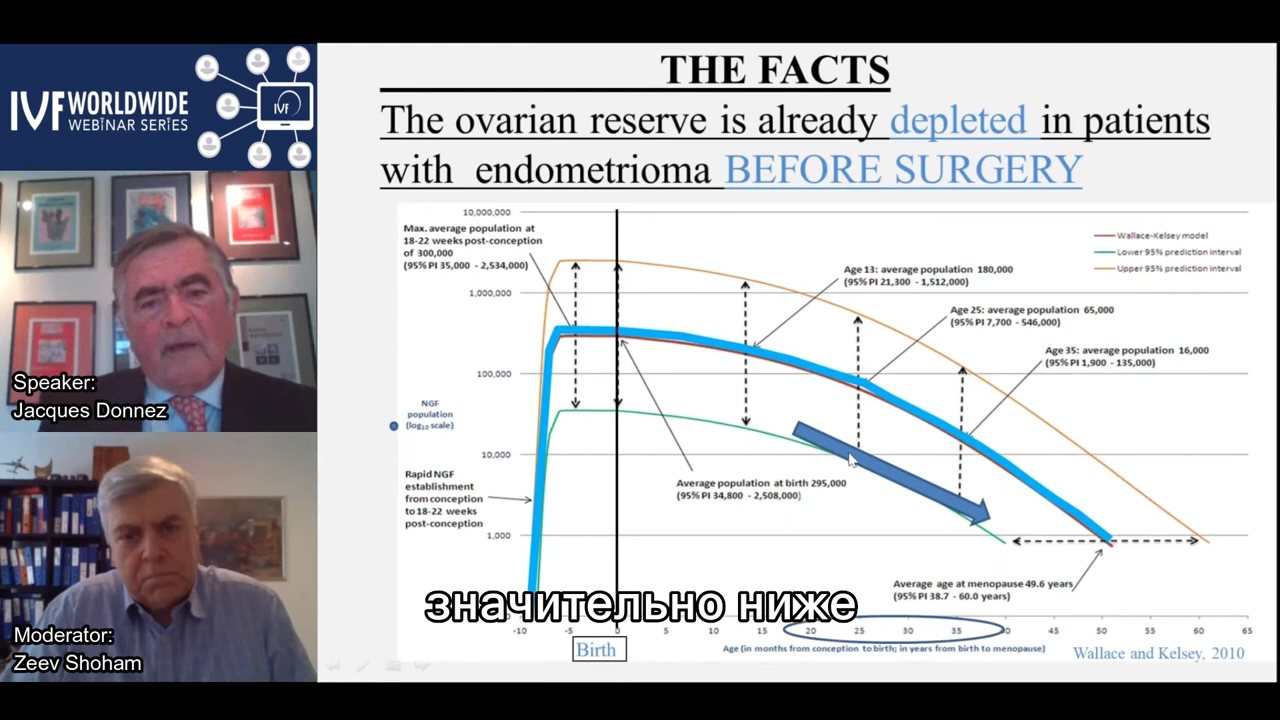 IVF WORLDWIDE
WEBINAR SERIES
IVF
Speaker:
Jacques Donnez
Moderator:
Zeev Shoham
THE FACTS
The ovarian reserve is already depleted in patients
with endometrioma BEFORE SURGERY
10,000,000
1,000,000
100,000
10,000
1,000
NGF
population
(log₁₀ scale)
Max. average population at
18-22 weeks post-conception
of 300,000
(95% PI 35,000 - 2,534,000)
Wallace-Kelsey model
Lower 95% prediction interval
Upper 95% prediction interval
Age 13: average population 180,000
(95% PI 21,300 - 1,512,000)
Age 25: average population 65,000
(95% PI 7,700 - 546,000)
Age 35: average population 16,000
(95% PI 1,900 - 135,000)
Rapid NGF
establishment
from conception
to 18-22 weeks
post-conception
Average population at birth 295,000
(95% PI 34,800 - 2,508,000)
Average age at menopause 49.6 years
(95% PI 38.7 - 60.0 years)
значительно ниже
-10 -5 0 5 10 15 20 25 30 35 40 45 50 55 60 65
Birth
Age (in months from conception to birth; in years from birth to menopause)
Wallace and Kelsey, 2010